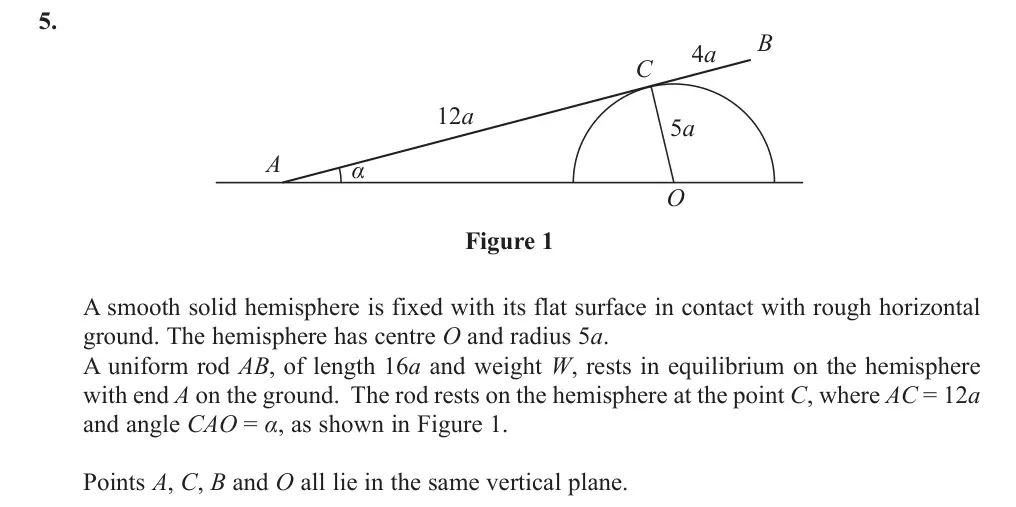 5.
B
4a
C
12a
5a
A
α
O
Figure 1
A smooth solid hemisphere is fixed with its flat surface in contact with rough horizontal
ground. The hemisphere has centre O and radius 5a.
A uniform rod AB, of length 16a and weight W, rests in equilibrium on the hemisphere
with end A on the ground. The rod rests on the hemisphere at the point C, where AC = 12a
and angle CAO = α, as shown in Figure 1.
Points A, C, B and O all lie in the same vertical plane.